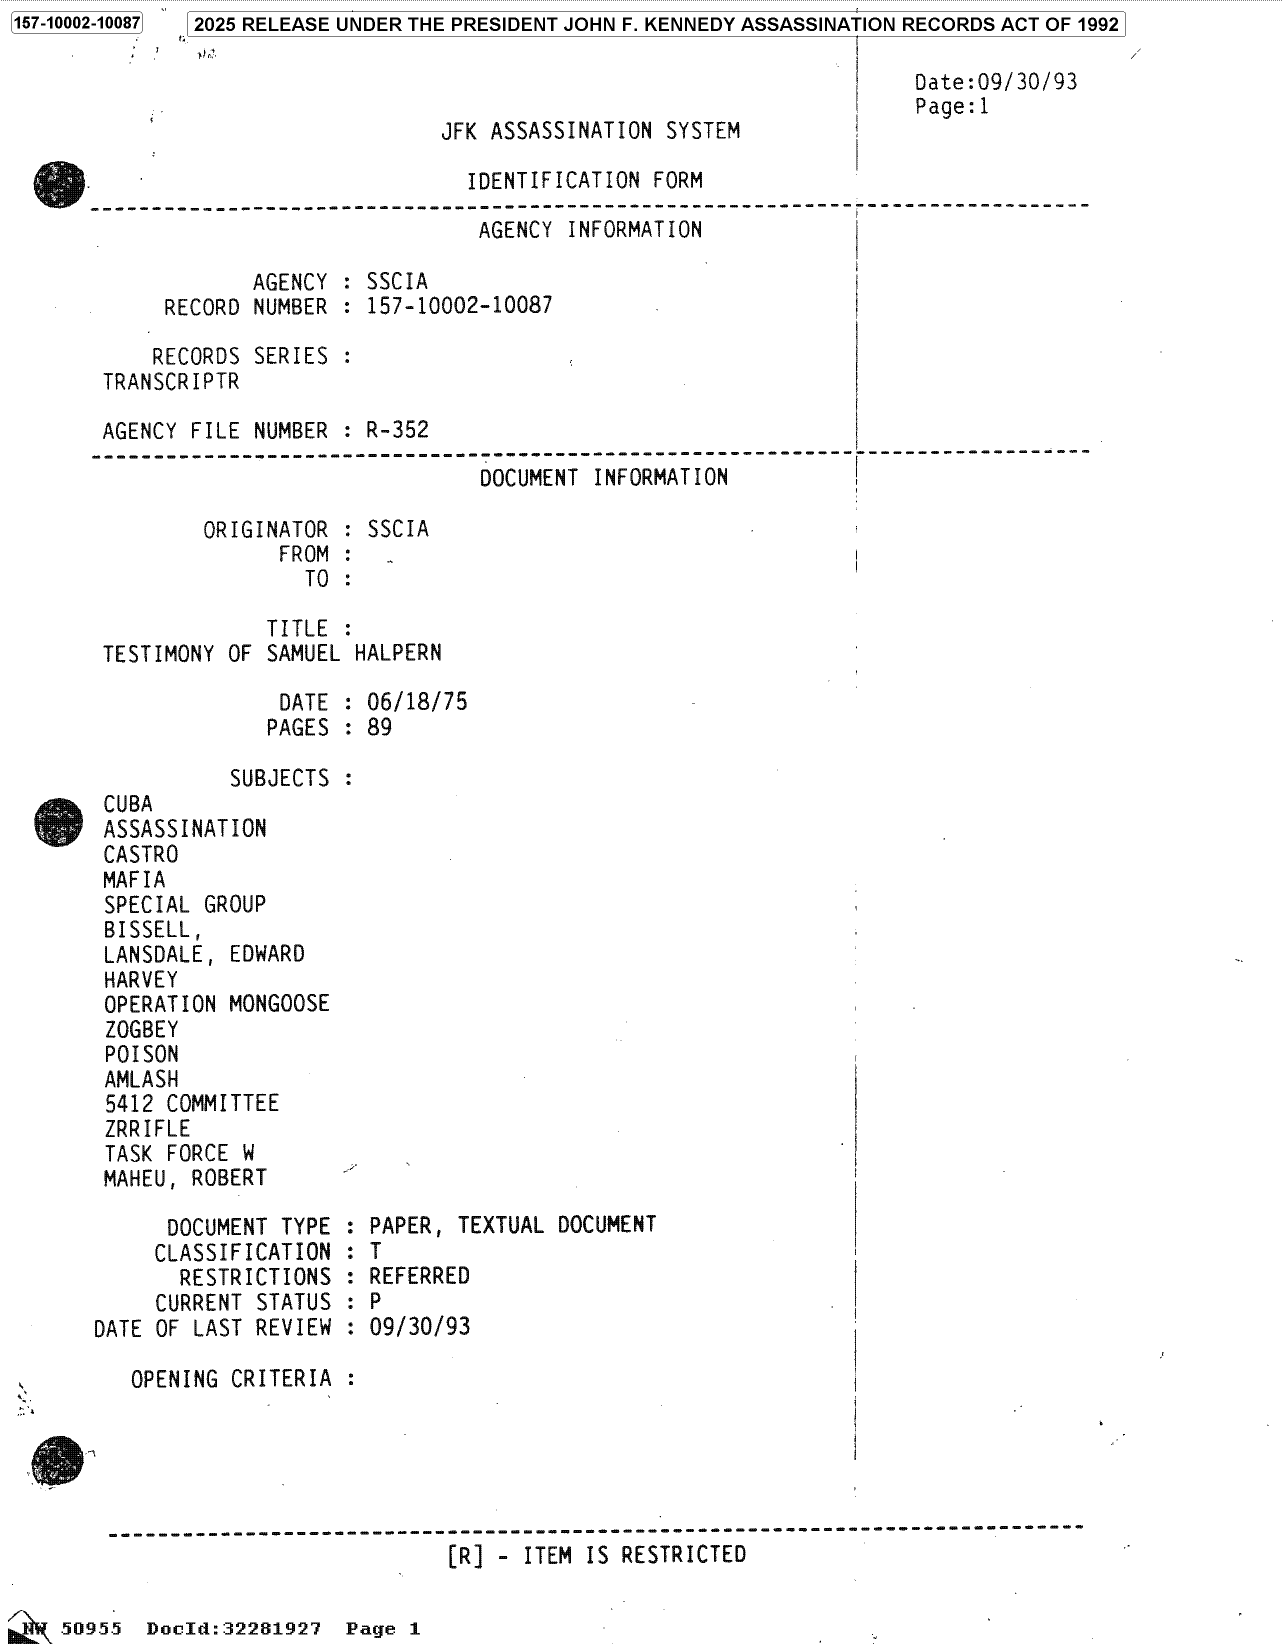 157-10002-10087
2025 RELEASE UNDER THE PRESIDENT JOHN F. KENNEDY ASSASSINATION RECORDS ACT OF 1992
Date:09/30/93
Page:1
JFK ASSASSINATION SYSTEM
IDENTIFICATION FORM
AGENCY INFORMATION
AGENCY : SSCIA
RECORD NUMBER : 157-10002-10087
RECORDS SERIES :
TRANSCRIPTR
AGENCY FILE NUMBER : R-352
DOCUMENT INFORMATION
ORIGINATOR : SSCIA
FROM :
TO :
TITLE :
TESTIMONY OF SAMUEL HALPERN
DATE : 06/18/75
PAGES : 89
SUBJECTS :
CUBA
ASSASSINATION
CASTRO
MAFIA
SPECIAL GROUP
BISSELL,
LANSDALE, EDWARD
HARVEY
OPERATION MONGOOSE
ZOGBEY
POISON
AMLASH
5412 COMMITTEE
ZRRIFLE
TASK FORCE W
MAHEU, ROBERT
DOCUMENT TYPE : PAPER, TEXTUAL DOCUMENT
CLASSIFICATION : T
RESTRICTIONS : REFERRED
CURRENT STATUS : P
DATE OF LAST REVIEW : 09/30/93
OPENING CRITERIA :
[R] - ITEM IS RESTRICTED
NW 50955 DocId:32281927 Page 1